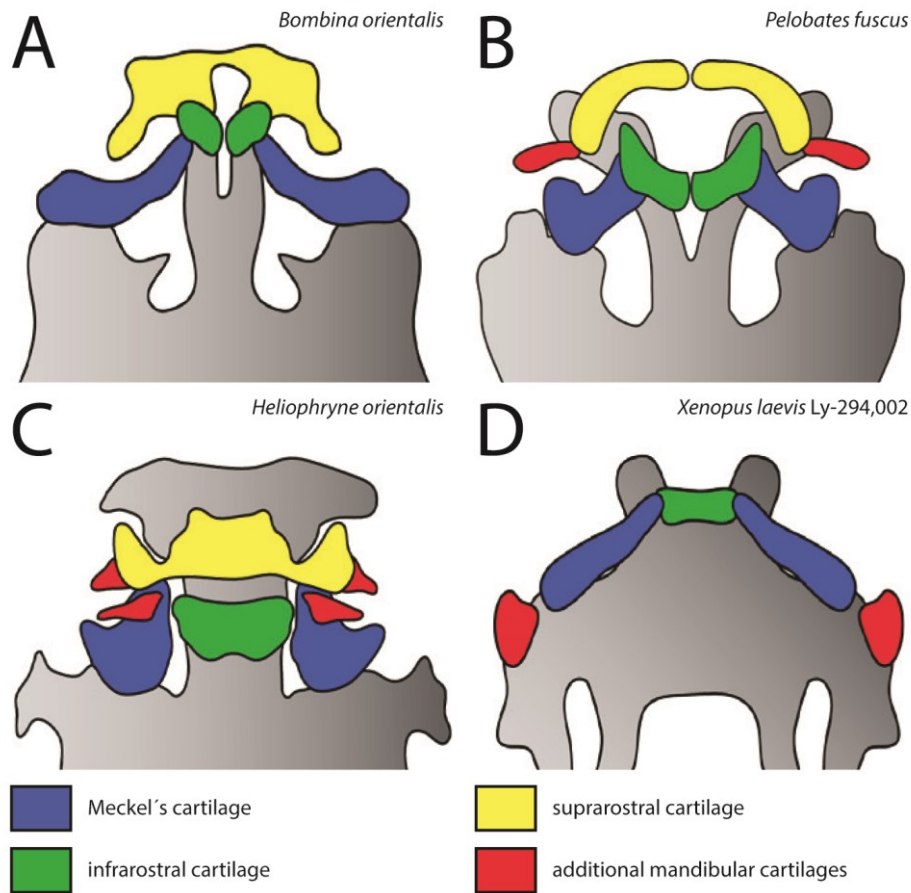 A
Bombina orientalis
B
Pelobates fuscus
C
Heliophryne orientalis
D
Xenopus laevis Ly-294,002
Meckel´s cartilage
suprarostral cartilage
infrarostral cartilage
additional mandibular cartilages